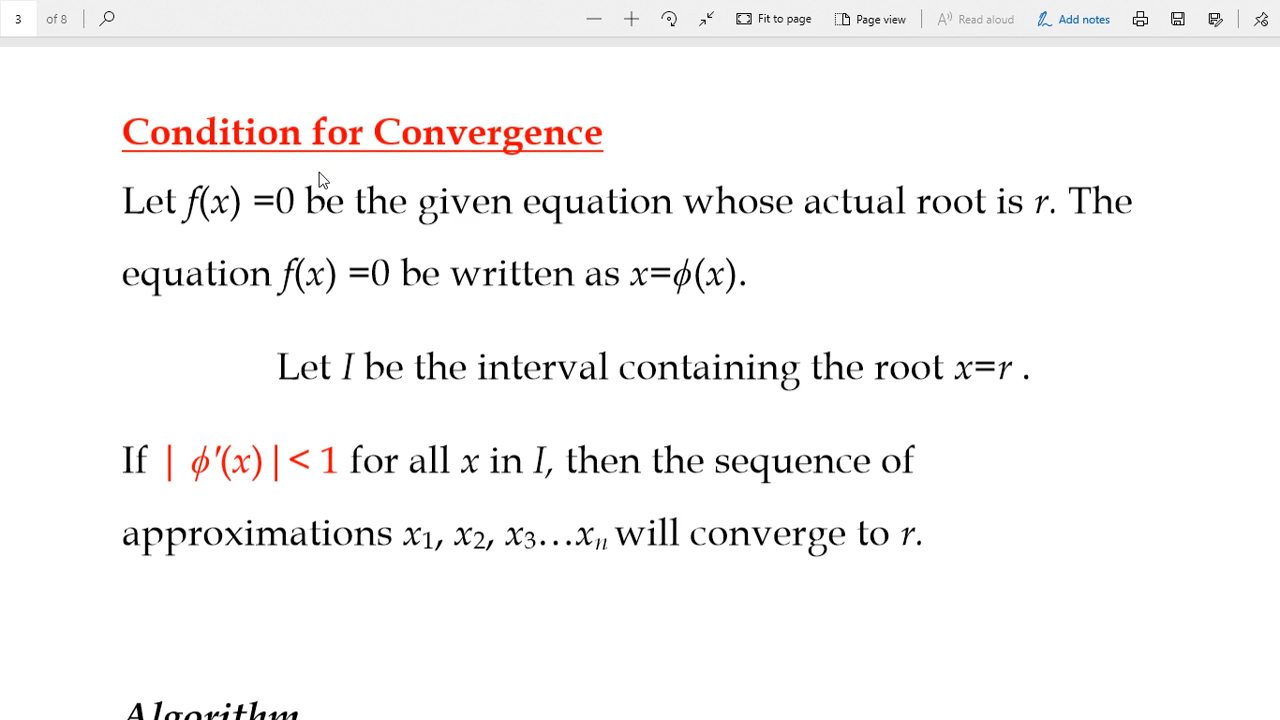 3 of 8 Fit to page Page view Read aloud Add notes
Condition for Convergence
Let f(x) =0 be the given equation whose actual root is r. The
equation f(x) =0 be written as x=ϕ(x).
Let I be the interval containing the root x=r .
If | ϕ′(x)|< 1 for all x in I, then the sequence of
approximations x₁, x₂, x₃…xₙ will converge to r.
Algorithm